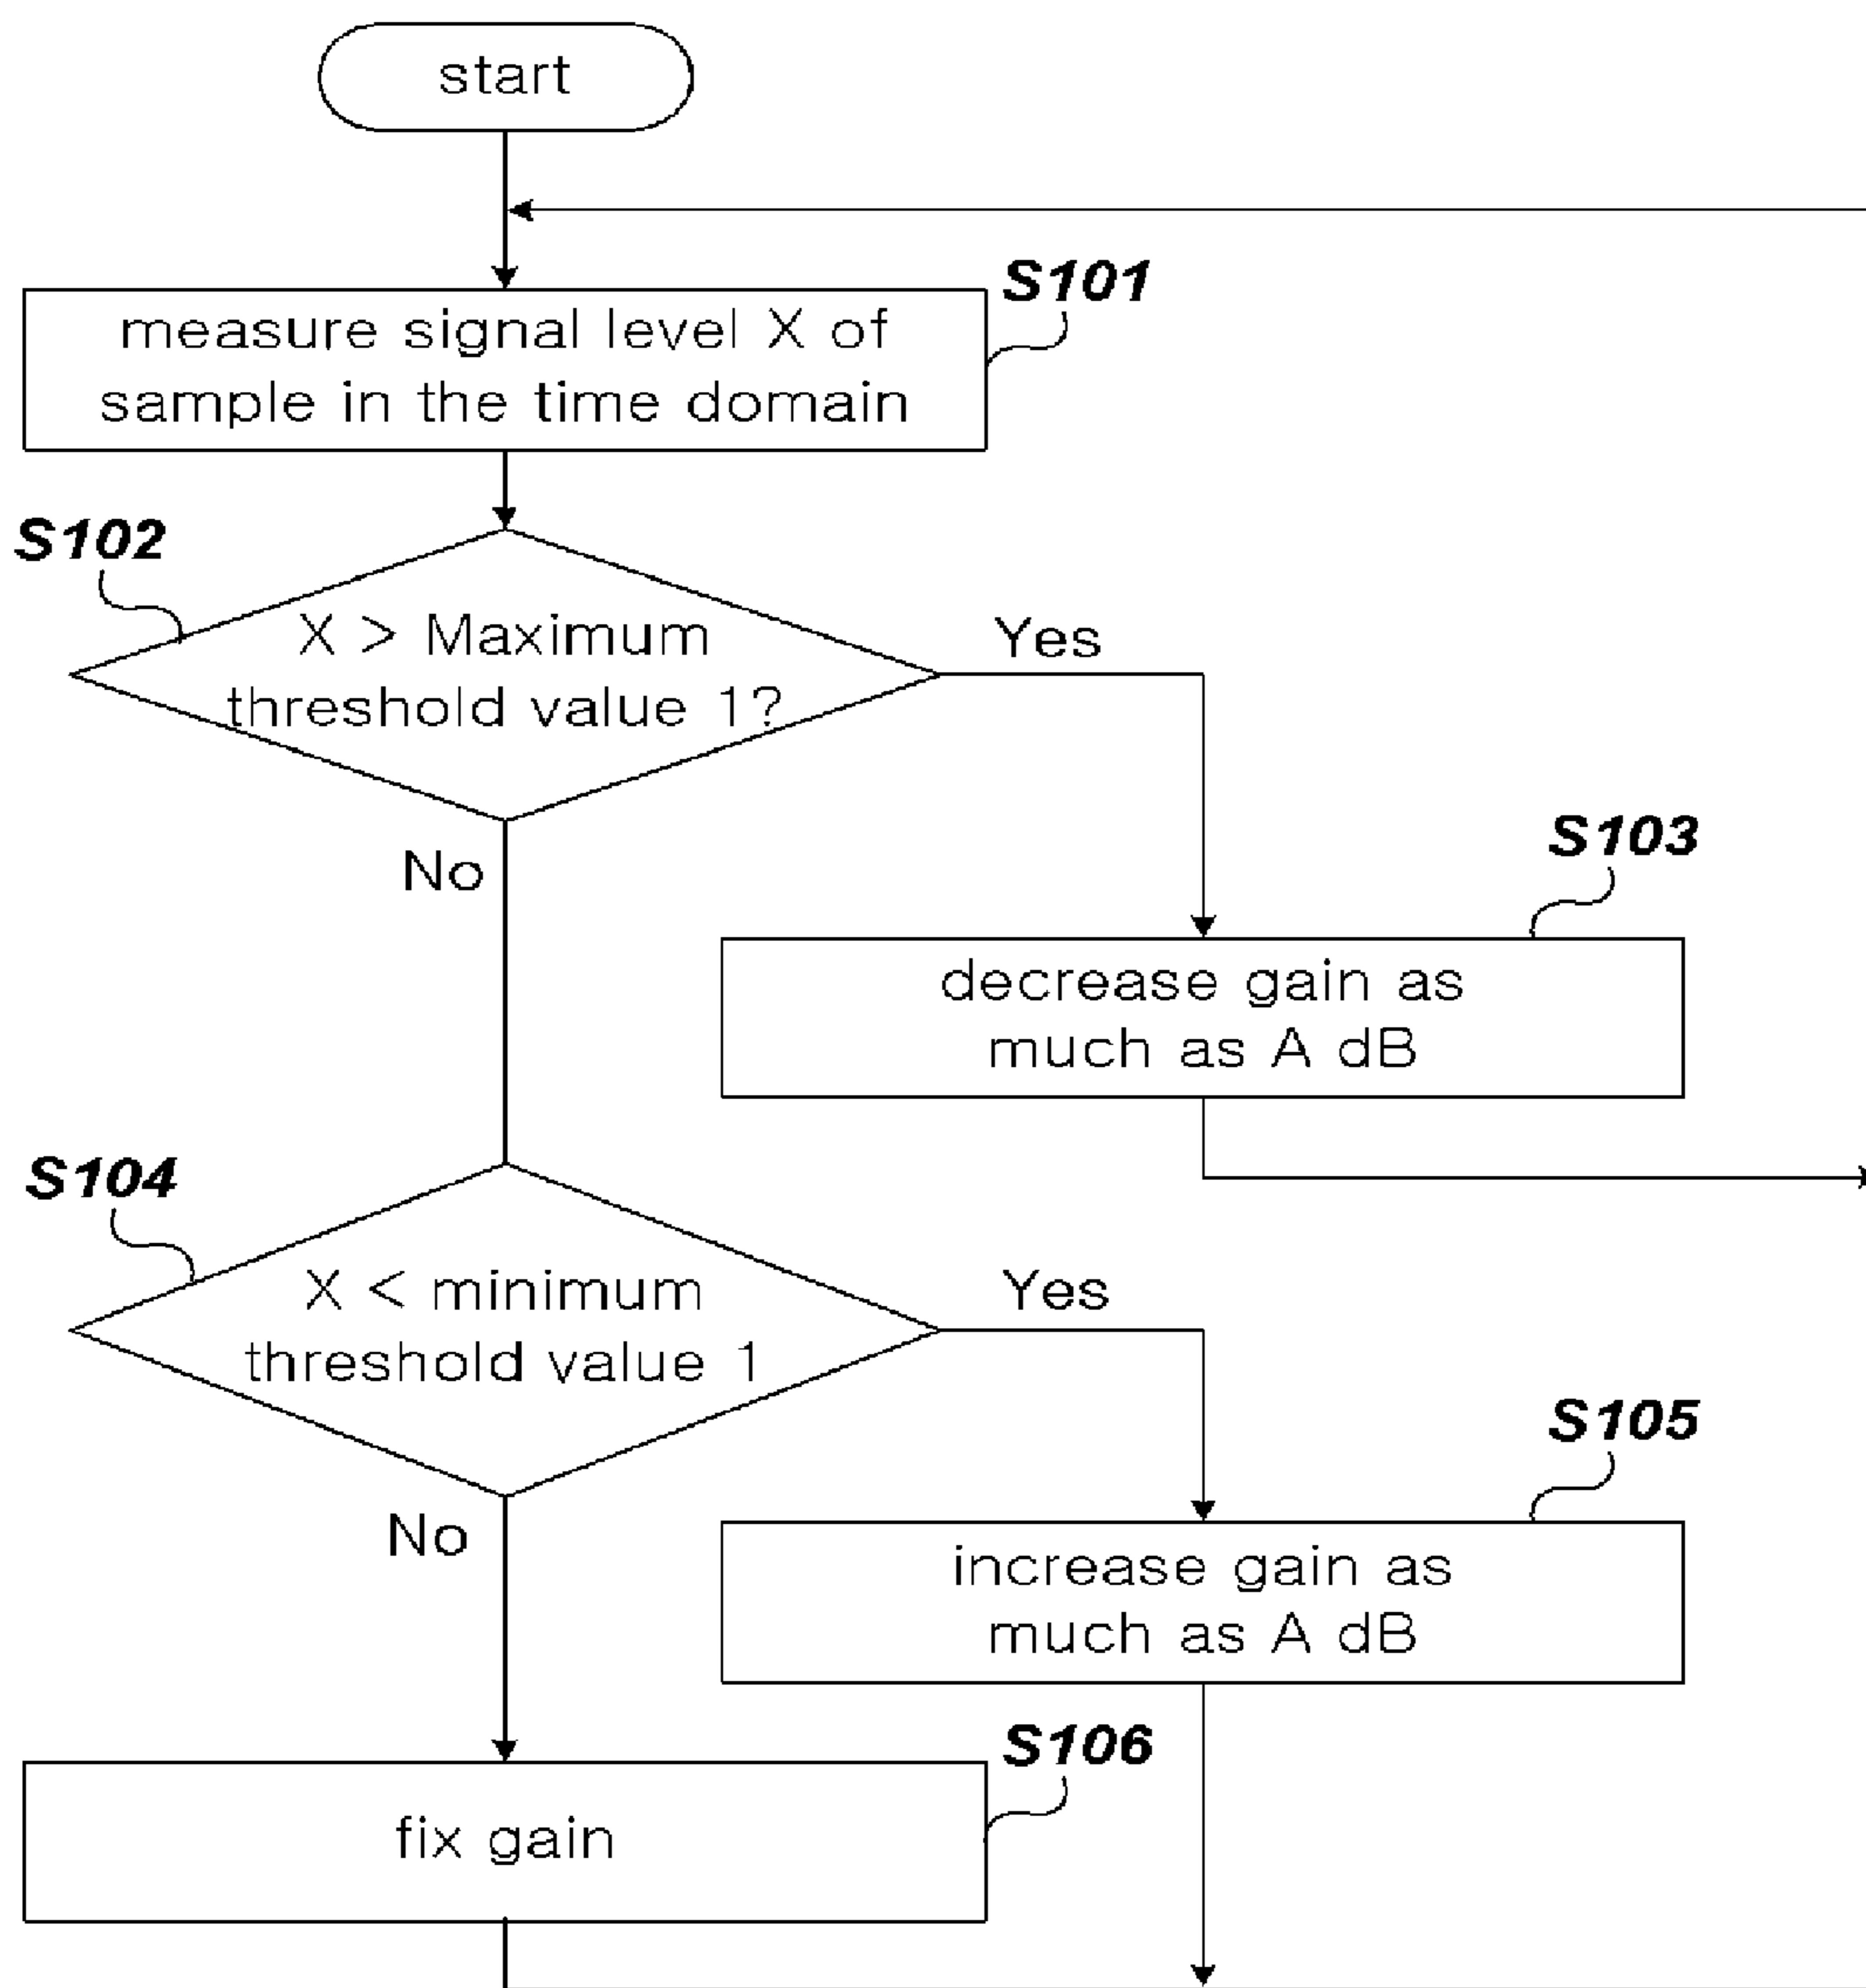 start
S101
measure signal level X of
sample in the time domain
S102
X > Maximum
threshold value 1?
Yes
No
S103
decrease gain as
much as A dB
S104
X < minimum
threshold value 1
Yes
No
S105
increase gain as
much as A dB
S106
fix gain